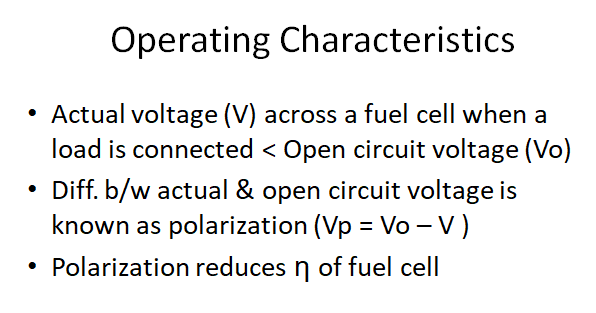 Operating Characteristics
• Actual voltage (V) across a fuel cell when a
load is connected < Open circuit voltage (Vo)
• Diff. b/w actual & open circuit voltage is
known as polarization (Vp = Vo – V )
• Polarization reduces η of fuel cell